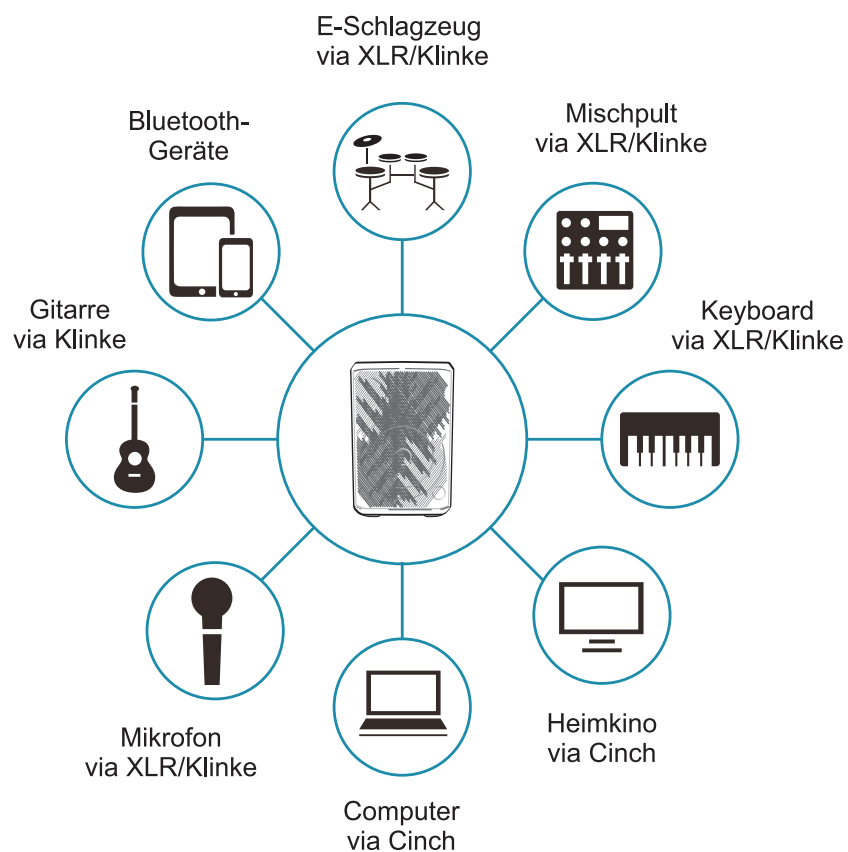 E-Schlagzeug
via XLR/Klinke
Bluetooth-
Geräte
Mischpult
via XLR/Klinke
Gitarre
via Klinke
Keyboard
via XLR/Klinke
Mikrofon
via XLR/Klinke
Heimkino
via Cinch
Computer
via Cinch